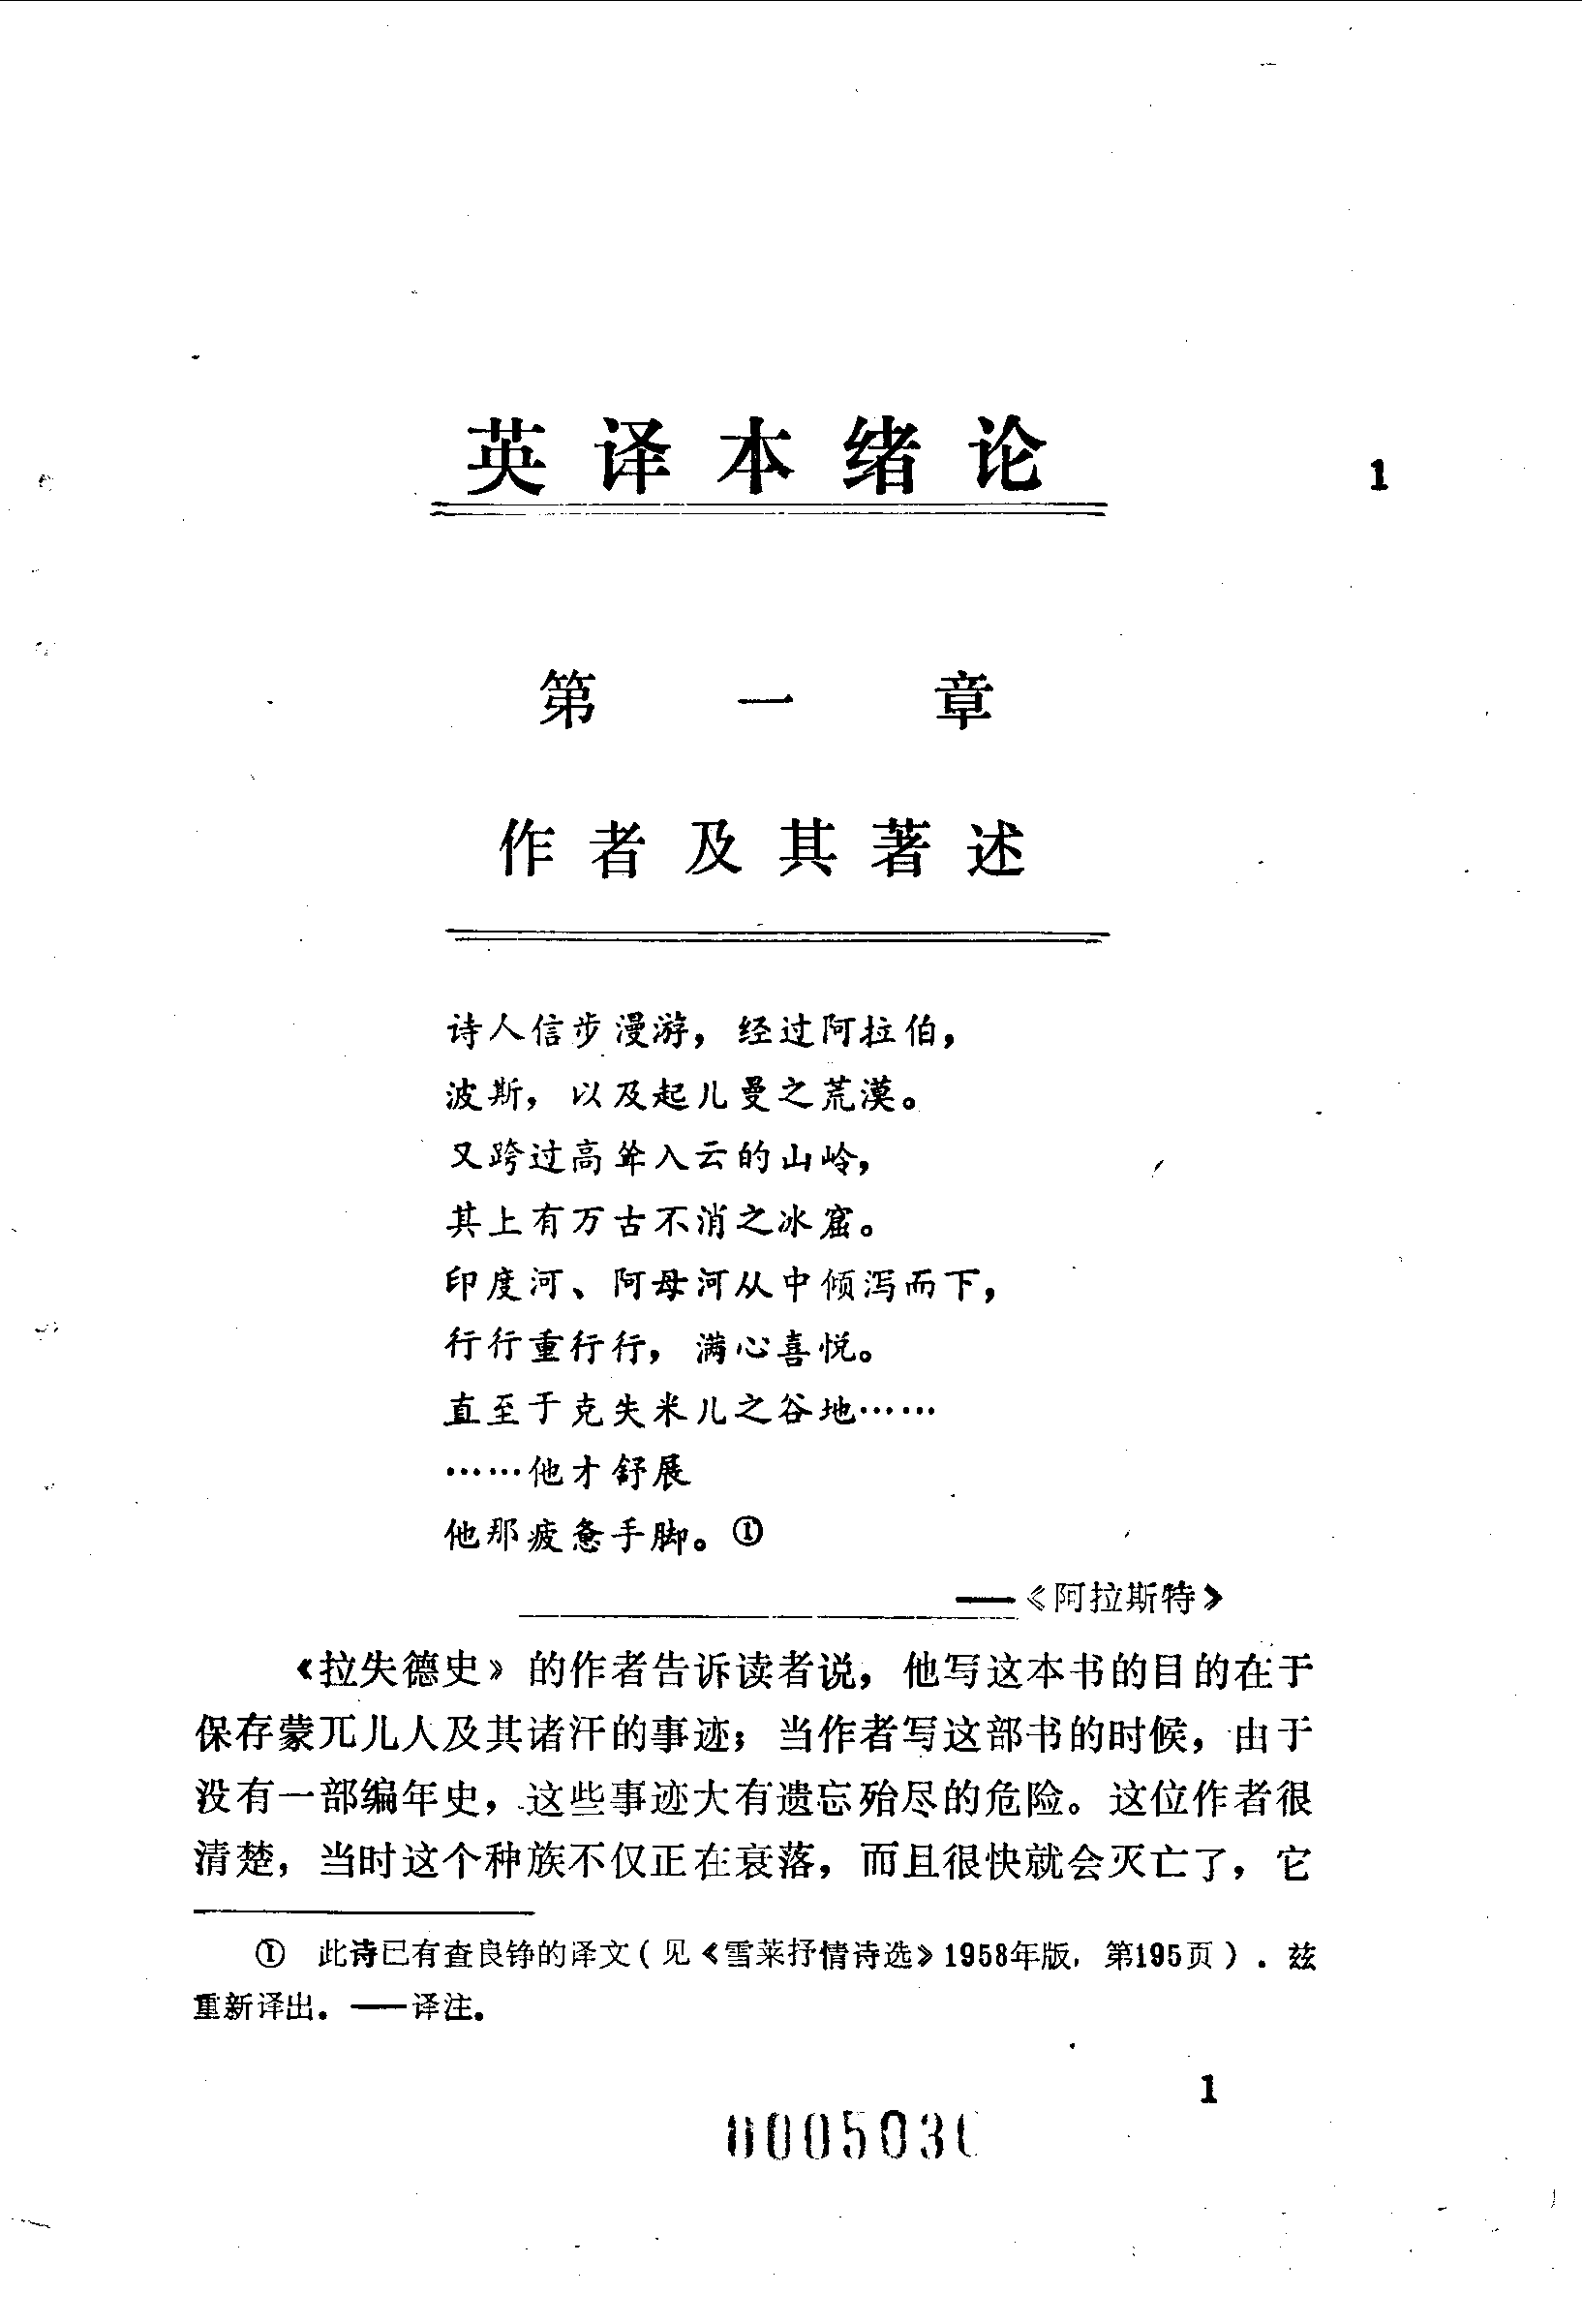 英译本绪论
1
第一章
作者及其著述
诗人信步漫游，经过阿拉伯，
波斯，以及起儿曼之荒漠。
又跨过高耸入云的山岭，
其上有万古不消之冰窟。
印度河、阿母河从中倾泻而下，
行行重行行，满心喜悦。
直至于克失米儿之谷地……
……他才舒展
他那疲惫手脚。①
——《阿拉斯特》
《拉失德史》的作者告诉读者说，他写这本书的目的在于
保存蒙兀儿人及其诸汗的事迹；当作者写这部书的时候，由于
没有一部编年史，这些事迹大有遗忘殆尽的危险。这位作者很
清楚，当时这个种族不仅正在衰落，而且很快就会灭亡了，它
① 此诗已有查良铮的译文（见《雪莱抒情诗选》1958年版，第195页）．兹
重新译出．——译注．
1